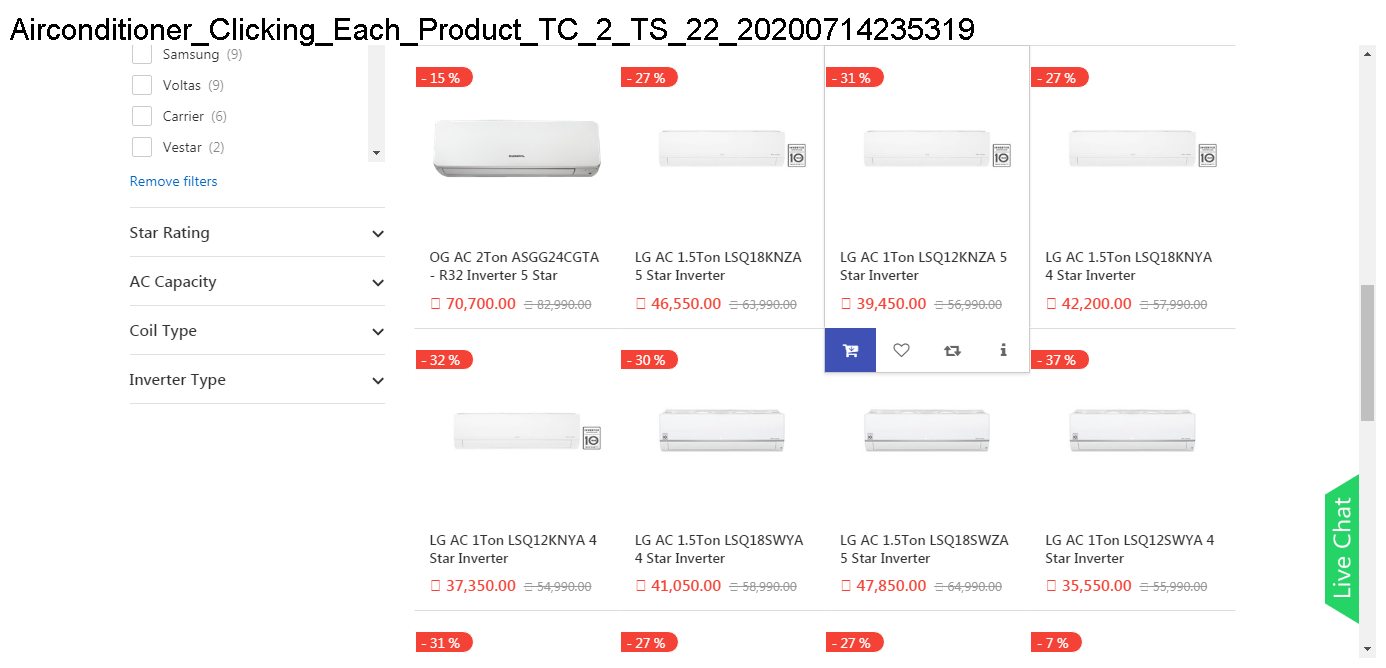 Airconditioner_Clicking_Each_Product_TC_2_TS_22_20200714235319
Samsung (9)
Voltas (9)
Carrier (6)
Vestar (2)
Remove filters
Star Rating
AC Capacity
Coil Type
Inverter Type
- 15 %
- 27 %
- 31 %
- 27 %
10
10
10
OG AC 2Ton ASGG24CGTA
- R32 Inverter 5 Star
70,700.00 82,990.00
LG AC 1.5Ton LSQ18KNZA
5 Star Inverter
46,550.00 63,990.00
LG AC 1Ton LSQ12KNZA 5
Star Inverter
39,450.00 56,990.00
LG AC 1.5Ton LSQ18KNYA
4 Star Inverter
42,200.00 57,990.00
- 32 %
- 30 %
- 37 %
10
LG AC 1Ton LSQ12KNYA 4
Star Inverter
37,350.00 54,990.00
LG AC 1.5Ton LSQ18SWYA
4 Star Inverter
41,050.00 58,990.00
LG AC 1.5Ton LSQ18SWZA
5 Star Inverter
47,850.00 64,990.00
LG AC 1Ton LSQ12SWYA 4
Star Inverter
35,550.00 55,990.00
- 31 %
- 27 %
- 27 %
- 7 %
Live Chat